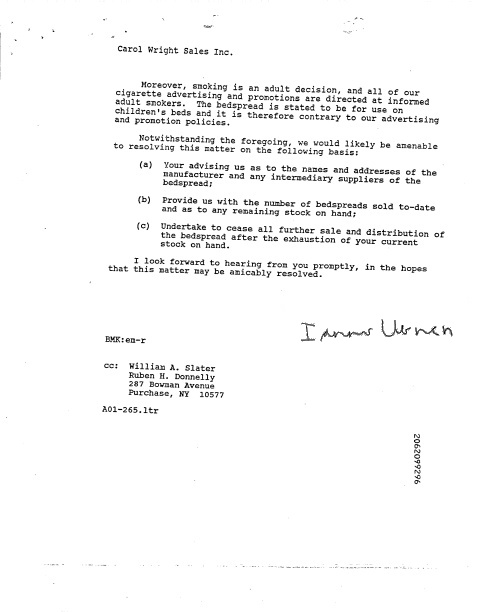 Carol Wright Sales Inc.
Moreover, smoking is an adult decision, and all of our
cigarette advertising and promotions are directed at informed
adult smokers. The bedspread is stated to be for use on
children's beds and it is therefore contrary to our advertising
and promotion policies.
Notwithstanding the foregoing, we would likely be amenable
to resolving this matter on the following basis:
(a) Your advising us as to the names and addresses of the
manufacturer and any intermediary suppliers of the
bedspread;
(b) Provide us with the number of bedspreads sold to-date
and as to any remaining stock on hand;
(c) Undertake to cease all further sale and distribution of
the bedspread after the exhaustion of your current
stock on hand.
I look forward to hearing from you promptly, in the hopes
that this matter may be amicably resolved.
BMK:em-r
cc: William A. Slater
Ruben H. Donnelly
287 Bowman Avenue
Purchase, NY 10577
A01-265.ltr
2062099296